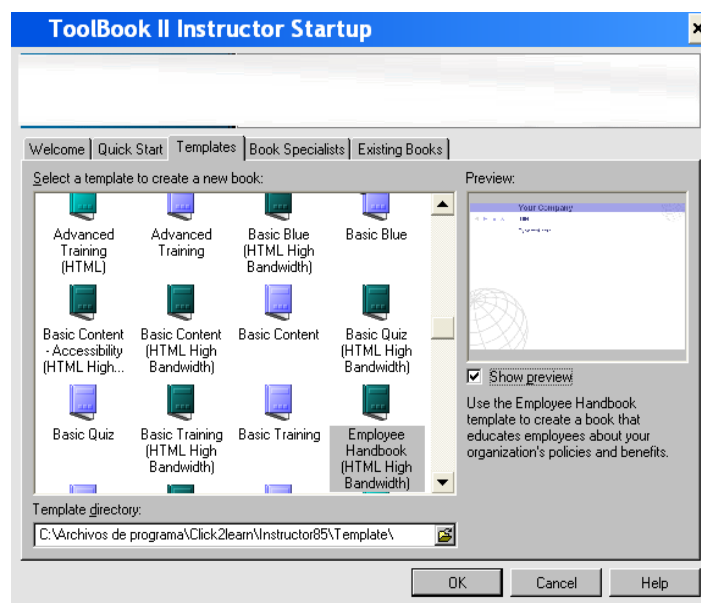 ToolBook II Instructor Startup
Welcome
Quick Start
Templates
Book Specialists
Existing Books
Select a template to create a new book:
Advanced
Training
(HTML)
Advanced
Training
Basic Blue
(HTML High
Bandwidth)
Basic Blue
Basic Content
- Accessibility
(HTML High...
Basic Content
(HTML High
Bandwidth)
Basic Content
Basic Quiz
(HTML High
Bandwidth)
Basic Quiz
Basic Training
(HTML High
Bandwidth)
Basic Training
Employee
Handbook
(HTML High
Bandwidth)
Template directory:
C:\Archivos de programa\Click2learn\Instructor85\Template\
Preview:
Your Company
Show preview
Use the Employee Handbook
template to create a book that
educates employees about your
organization's policies and benefits.
OK
Cancel
Help